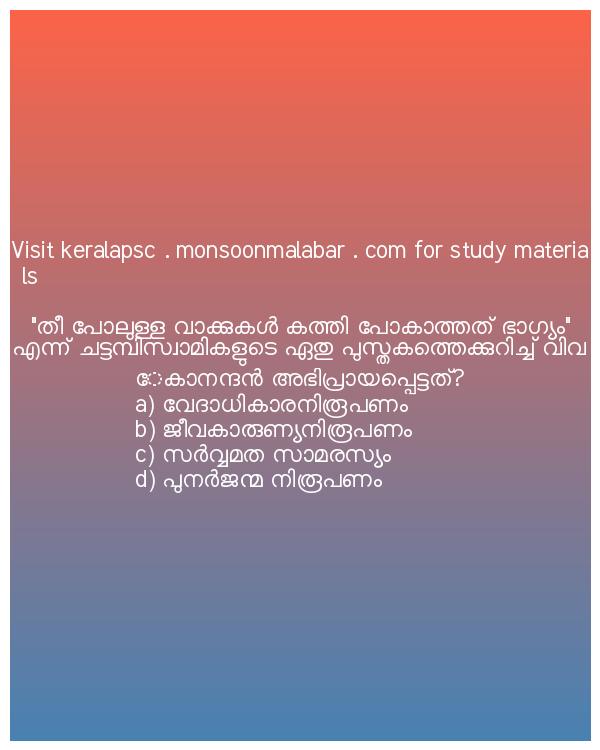 Visit keralapsc . monsoonmalabar . com for study materia
ls
"തീ പോലുള്ള വാക്കുകൾ കത്തി പോകാത്തത് ഭാഗ്യം"
എന്ന് ചട്ടമ്പിസ്വാമികളുടെ ഏതു പുസ്തകത്തെക്കുറിച്ച് വിവ
േകാനന്ദൻ അഭിപ്രായപ്പെട്ടത്?
a) വേദാധികാരനിരൂപണം
b) ജീവകാരുണ്യനിരൂപണം
c) സർവ്വമത സാമരസ്യം
d) പുനർജന്മ നിരൂപണം